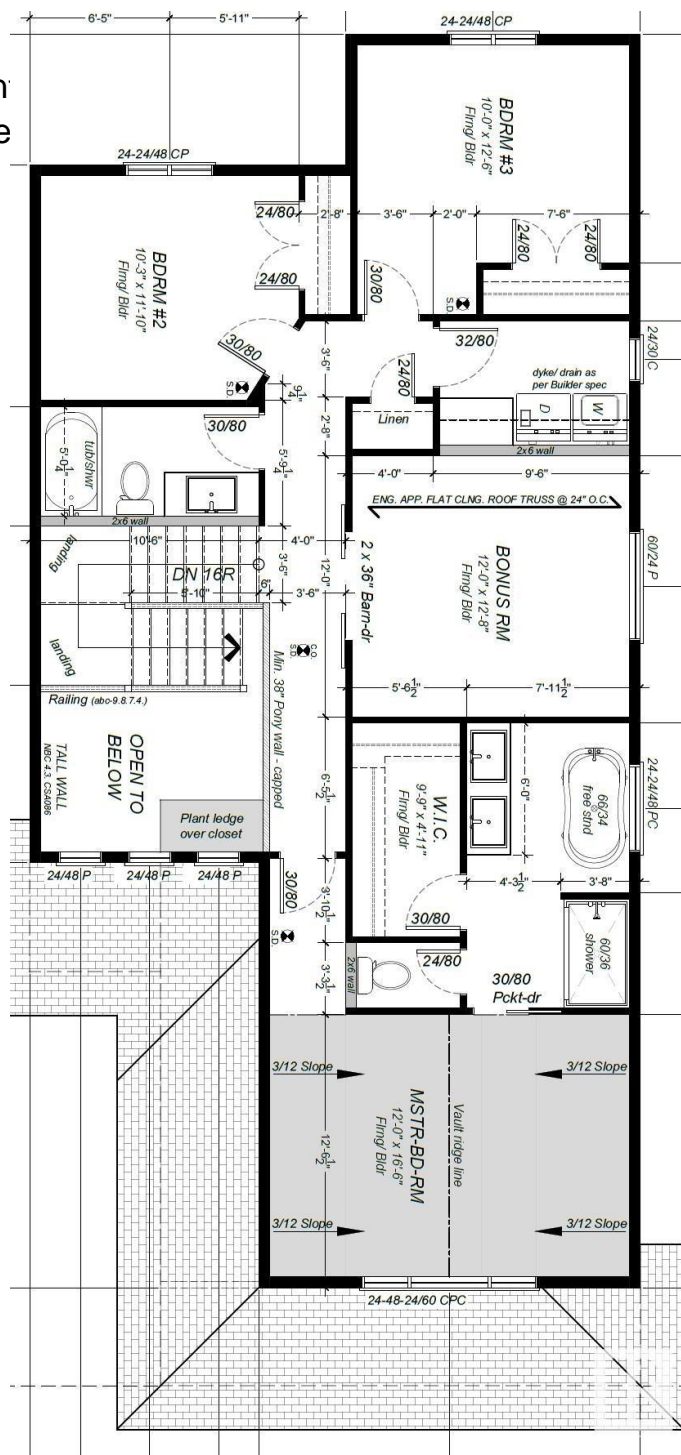 6'-5"
5'-11"
24-24/48 CP
BDRM #3
10'-0" x 12'-6"
Flrng/ Bldr
24-24/48 CP
24/80
2'-8"
3'-6"
2'-0"
7'-6"
24/80
24/80
BDRM #2
10'-3" x 11'-10"
Flrng/ Bldr
24/80
30/80
S.D.
30/80
S.D.
3'-6"
32/80
24/30 C
24/80
9 1/4"
dyke/ drain as
per Builder spec
30/80
2'-8"
Linen
D
W
tub/shwr
5'-0 1/4"
5'-9 1/4"
2x6 wall
4'-0"
9'-6"
ENG. APP. FLAT CLNG. ROOF TRUSS @ 24" O.C.
2x6 wall
landing
10'-6"
4'-0"
12'-0"
2 x 36" Barn-dr
BONUS RM
12'-0" x 12'-8"
Flrng/ Bldr
60/24 P
DN 16R
3'-6"
5'-10"
6"
3'-6"
landing
C.O.
S.D.
Min. 38" Pony wall - capped
Railing (abc-9.8.7.4.)
5'-6 1/2"
7'-11 1/2"
OPEN TO
BELOW
TALL WALL
NBC 4.3. CSA086
6'-5 1/2"
W.I.C.
9'-9" x 4'-11"
Flrng/ Bldr
6'-0"
66/34
free stnd
24-24/48 PC
Plant ledge
over closet
24/48 P
24/48 P
24/48 P
30/80
4'-3 1/2"
3'-8"
3'-10 1/2"
30/80
S.D.
24/80
60/36
shower
2x6 wall
3'-3 1/2"
30/80
Pckt-dr
3/12 Slope
3/12 Slope
MSTR-BD-RM
12'-0" x 16'-6"
Flrng/ Bldr
Vault ridge line
12'-6 1/2"
3/12 Slope
3/12 Slope
24-48-24/60 CPC